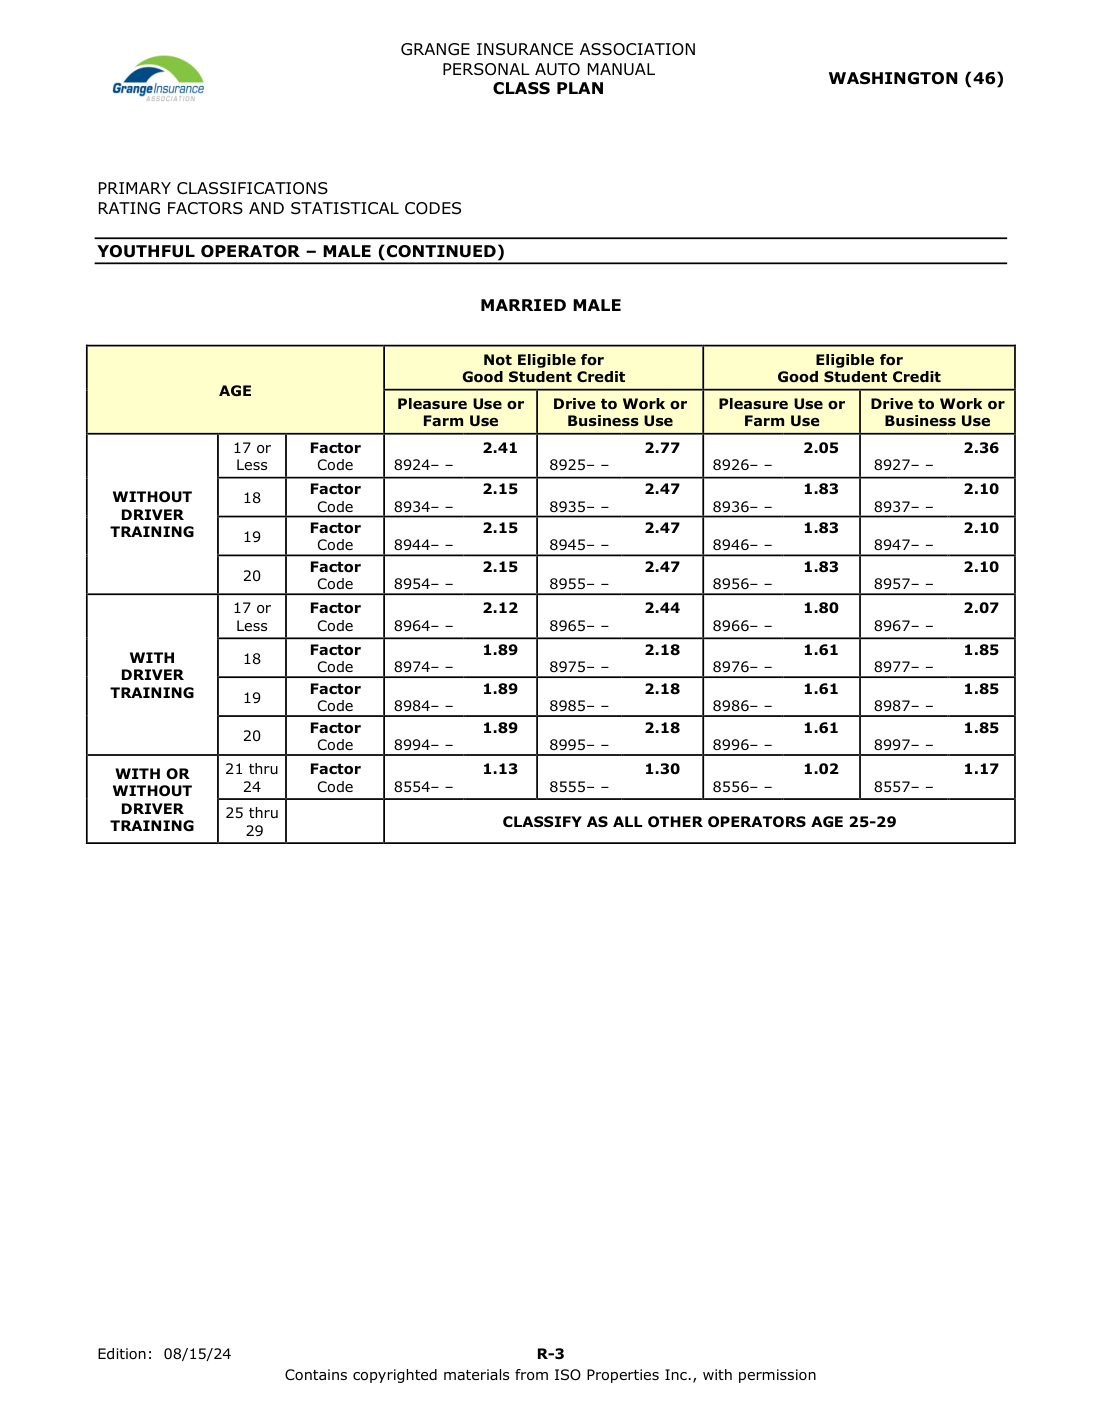 GRANGE INSURANCE ASSOCIATION
PERSONAL AUTO MANUAL
CLASS PLAN
WASHINGTON (46)
GrangeInsurance
ASSOCIATION
PRIMARY CLASSIFICATIONS
RATING FACTORS AND STATISTICAL CODES
YOUTHFUL OPERATOR – MALE (CONTINUED)
MARRIED MALE
AGE
Not Eligible for
Good Student Credit
Eligible for
Good Student Credit
Pleasure Use or
Farm Use
Drive to Work or
Business Use
Pleasure Use or
Farm Use
Drive to Work or
Business Use
WITHOUT
DRIVER
TRAINING
17 or Factor 2.41 2.77 2.05 2.36
Less Code 8924– – 8925– – 8926– – 8927– –
18 Factor 2.15 2.47 1.83 2.10
Code 8934– – 8935– – 8936– – 8937– –
19 Factor 2.15 2.47 1.83 2.10
Code 8944– – 8945– – 8946– – 8947– –
20 Factor 2.15 2.47 1.83 2.10
Code 8954– – 8955– – 8956– – 8957– –
WITH
DRIVER
TRAINING
17 or Factor 2.12 2.44 1.80 2.07
Less Code 8964– – 8965– – 8966– – 8967– –
18 Factor 1.89 2.18 1.61 1.85
Code 8974– – 8975– – 8976– – 8977– –
19 Factor 1.89 2.18 1.61 1.85
Code 8984– – 8985– – 8986– – 8987– –
20 Factor 1.89 2.18 1.61 1.85
Code 8994– – 8995– – 8996– – 8997– –
WITH OR
WITHOUT
DRIVER
TRAINING
21 thru Factor 1.13 1.30 1.02 1.17
24 Code 8554– – 8555– – 8556– – 8557– –
25 thru
29
CLASSIFY AS ALL OTHER OPERATORS AGE 25-29
Edition: 08/15/24 R-3
Contains copyrighted materials from ISO Properties Inc., with permission